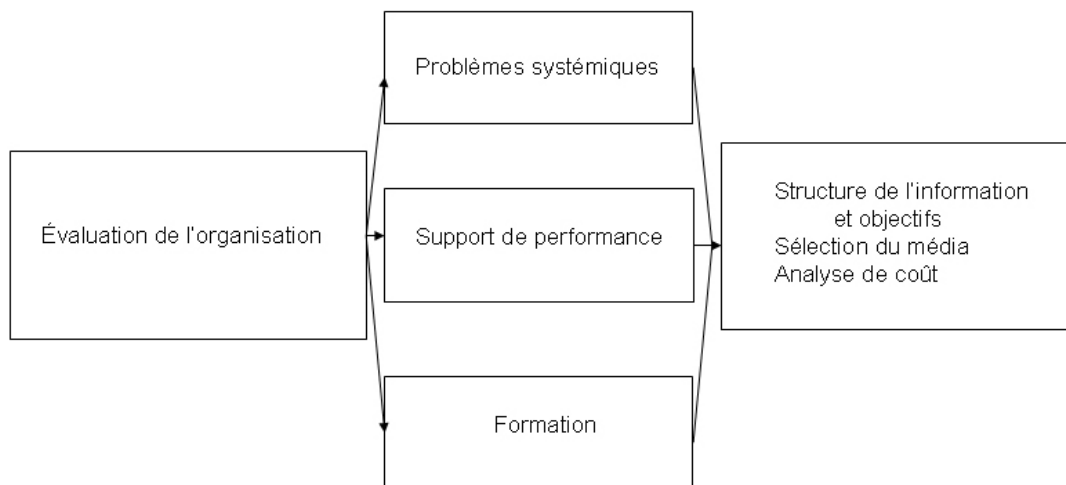 Problèmes systémiques
Évaluation de l'organisation
Support de performance
Formation
Structure de l'information
et objectifs
Sélection du média
Analyse de coût